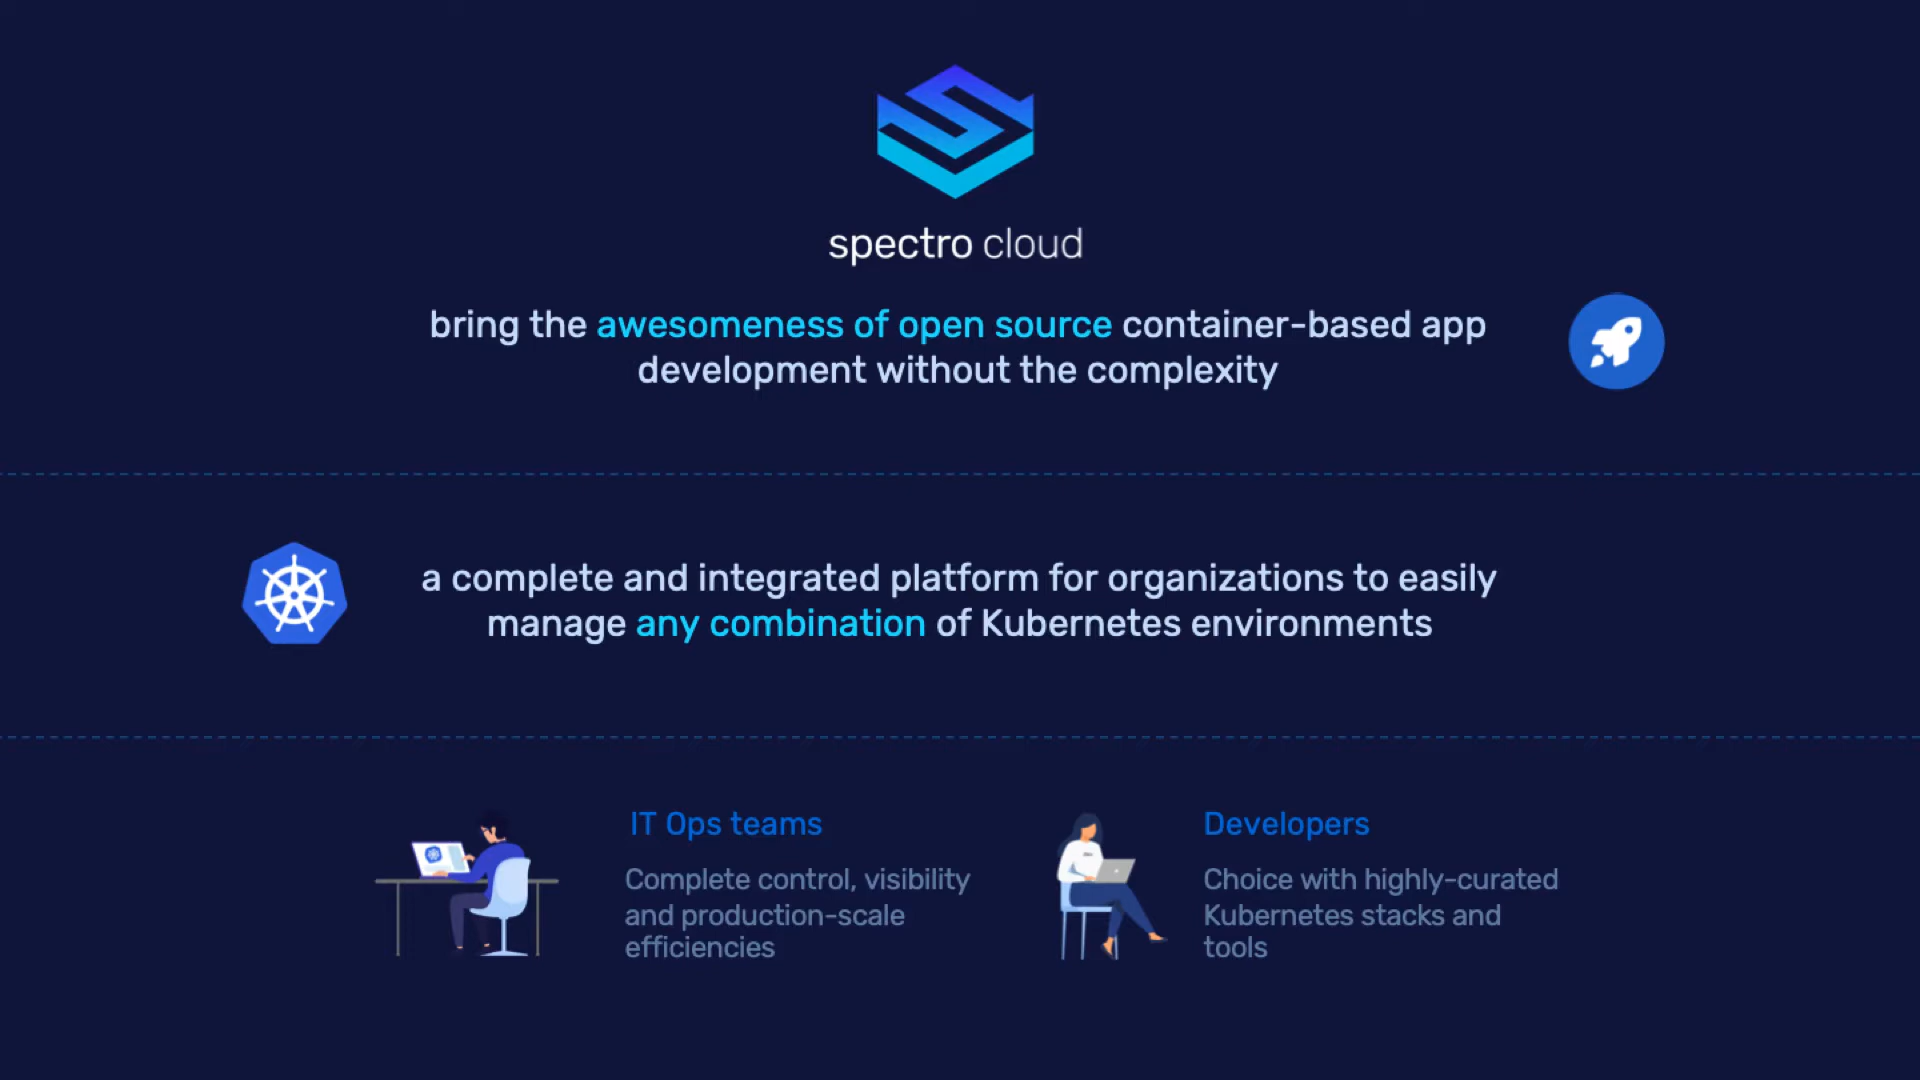 spectro cloud
bring the awesomeness of open source container-based app
development without the complexity
a complete and integrated platform for organizations to easily
manage any combination of Kubernetes environments
IT Ops teams
Complete control, visibility
and production-scale
efficiencies
Developers
Choice with highly-curated
Kubernetes stacks and
tools